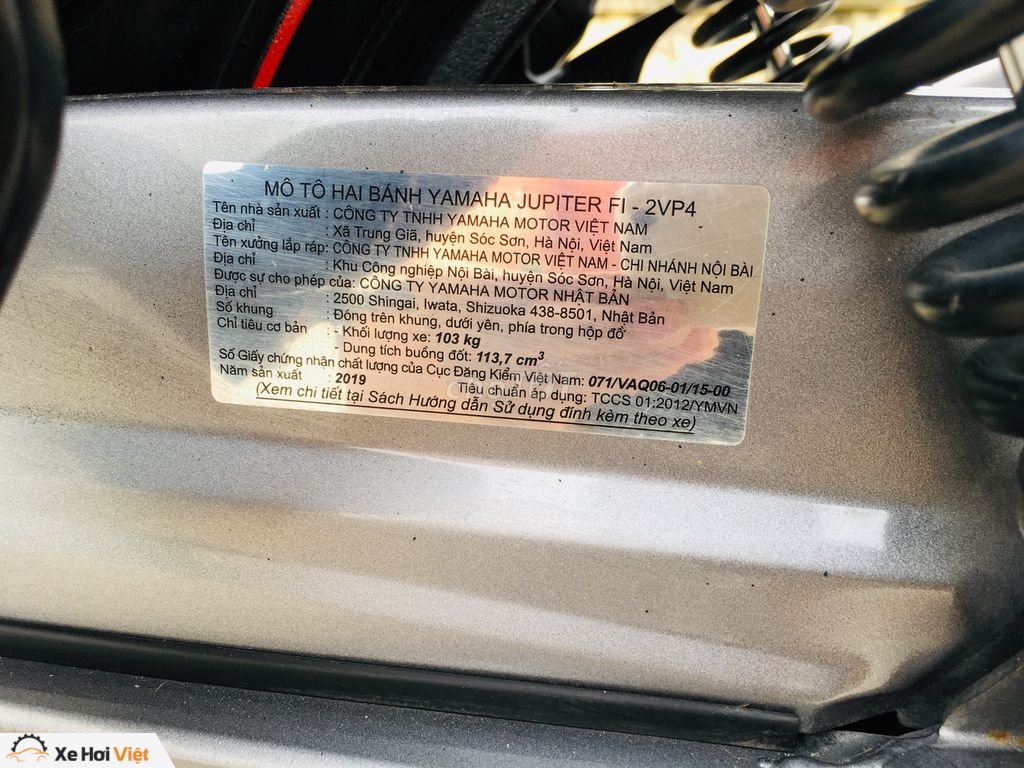 MÔ TÔ HAI BÁNH YAMAHA JUPITER FI - 2VP4
Tên nhà sản xuất : CÔNG TY TNHH YAMAHA MOTOR VIỆT NAM
Địa chỉ : Xã Trung Giã, huyện Sóc Sơn, Hà Nội, Việt Nam
Tên xưởng lắp ráp: CÔNG TY TNHH YAMAHA MOTOR VIỆT NAM - CHI NHÁNH NỘI BÀI
Địa chỉ : Khu Công nghiệp Nội Bài, huyện Sóc Sơn, Hà Nội, Việt Nam
Được sự cho phép của: CÔNG TY YAMAHA MOTOR NHẬT BẢN
Địa chỉ : 2500 Shingai, Iwata, Shizuoka 438-8501, Nhật Bản
Số khung : Đóng trên khung, dưới yên, phía trong hộp đồ
Chỉ tiêu cơ bản : - Khối lượng xe: 103 kg
- Dung tích buồng đốt: 113,7 cm³
Số Giấy chứng nhận chất lượng của Cục Đăng Kiểm Việt Nam: 071/VAQ06-01/15-00
Năm sản xuất : 2019 Tiêu chuẩn áp dụng: TCCS 01:2012/YMVN
(Xem chi tiết tại Sách Hướng dẫn Sử dụng đính kèm theo xe)
Xe Hơi Việt